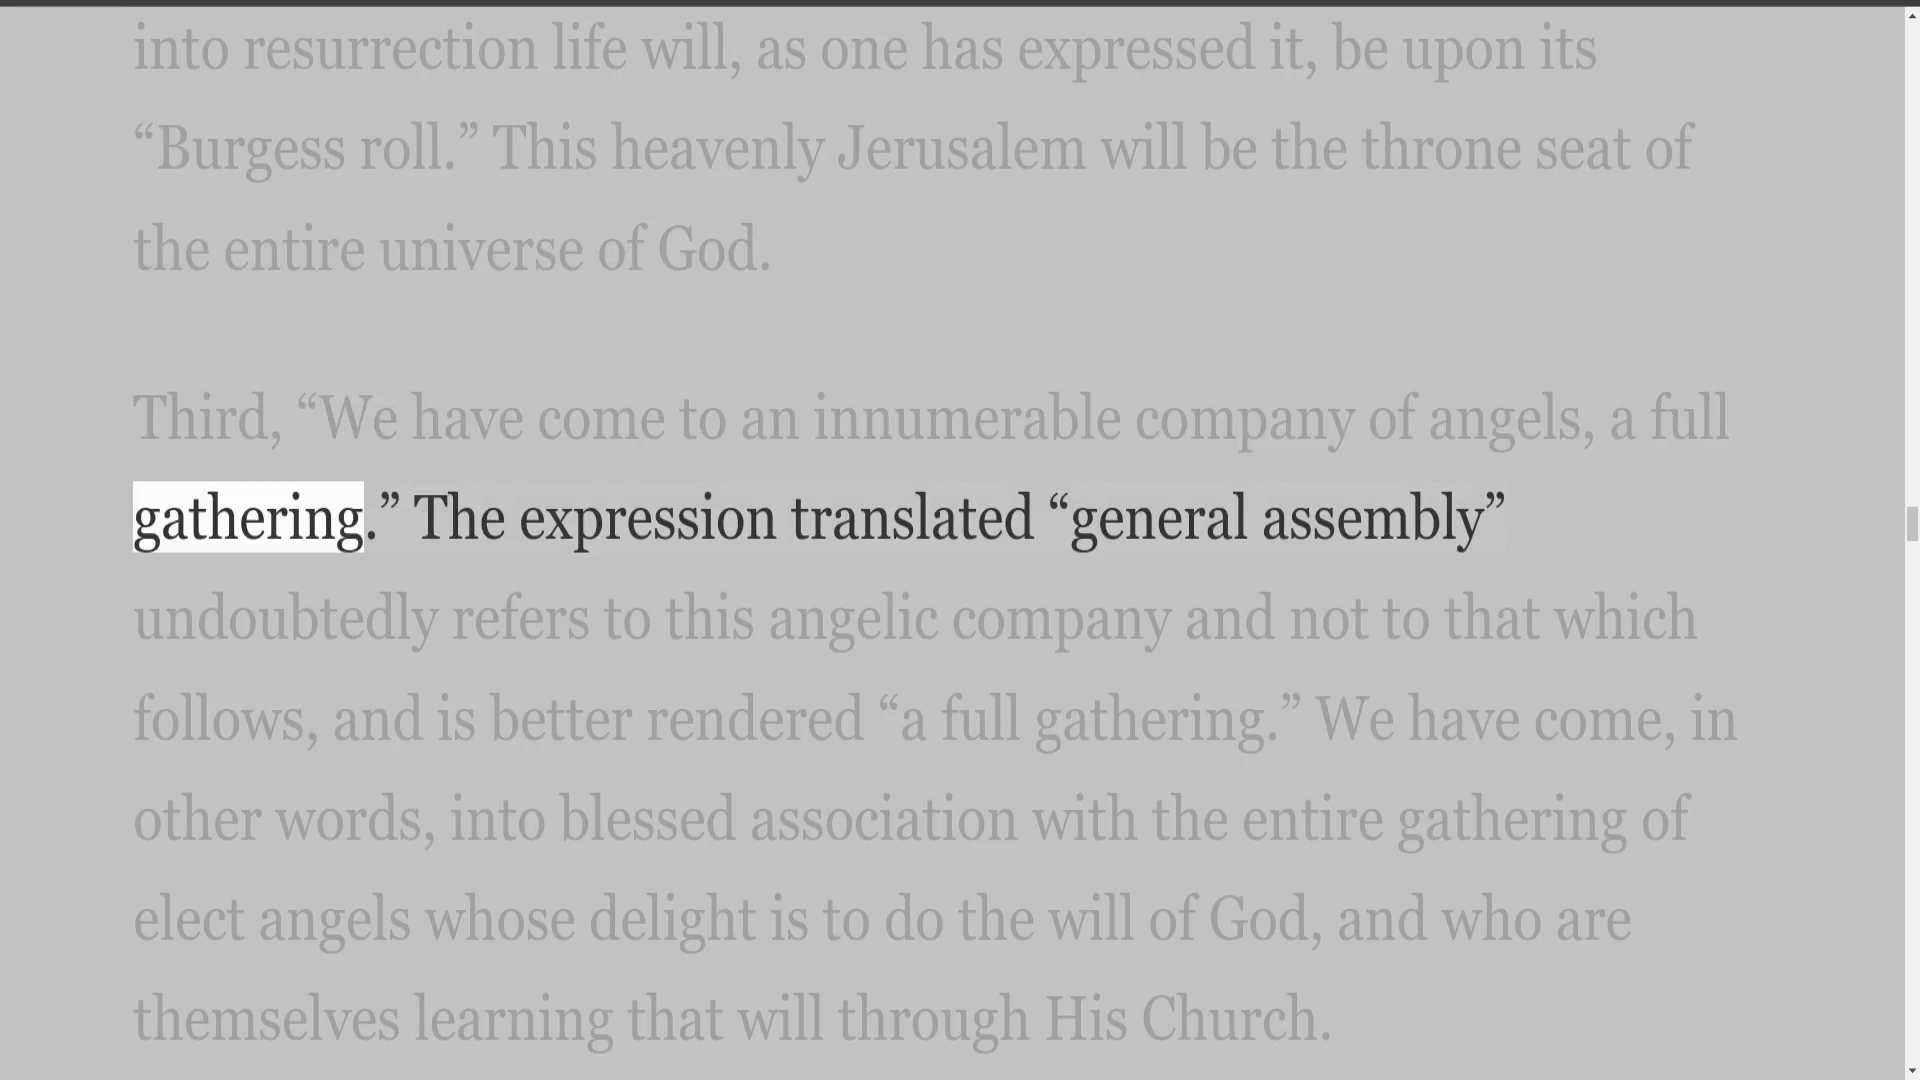 into resurrection life will, as one has expressed it, be upon its
“Burgess roll.” This heavenly Jerusalem will be the throne seat of
the entire universe of God.
Third, “We have come to an innumerable company of angels, a full
gathering.” The expression translated “general assembly”
undoubtedly refers to this angelic company and not to that which
follows, and is better rendered “a full gathering.” We have come, in
other words, into blessed association with the entire gathering of
elect angels whose delight is to do the will of God, and who are
themselves learning that will through His Church.